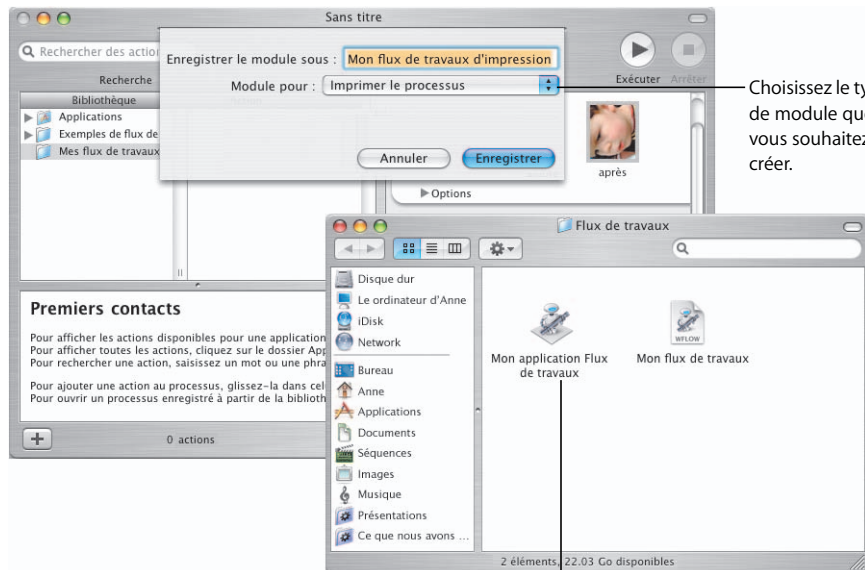 Sans titre
Rechercher des action
Enregistrer le module sous : Mon flux de travaux d'impression
Module pour : Imprimer le processus
Annuler
Enregistrer
Exécuter
Arrêter
Recherche
Bibliothèque
Applications
Exemples de flux de
Mes flux de travaux
après
Options
Choisissez le ty
de module que
vous souhaitez
créer.
Premiers contacts
Pour afficher les actions disponibles pour une application
Pour afficher toutes les actions, cliquez sur le dossier App
Pour rechercher une action, saisissez un mot ou une phra
Pour ajouter une action au processus, glissez-la dans cel
Pour ouvrir un processus enregistré à partir de la biblioth
0 actions
Flux de travaux
Disque dur
Le ordinateur d'Anne
iDisk
Network
Bureau
Anne
Applications
Documents
Séquences
Images
Musique
Présentations
Ce que nous avons ...
Mon application Flux
de travaux
WFLOW
Mon flux de travaux
2 éléments, 22.03 Go disponibles